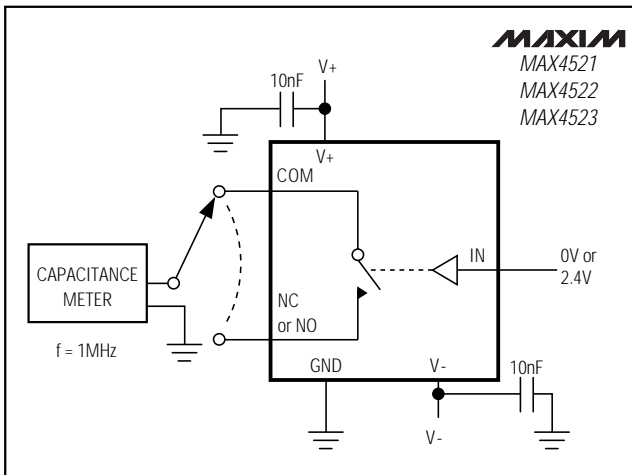 MAXIM
MAX4521
MAX4522
MAX4523
V+
10nF
V+
COM
IN
0V or
2.4V
CAPACITANCE
METER
NC
or NO
f = 1MHz
GND
V-
10nF
V-